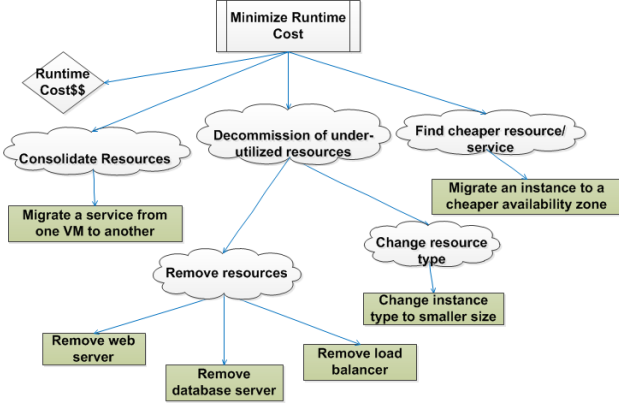 Minimize Runtime
Cost
Runtime
Cost$$
Consolidate Resources
Decommission of under-
utilized resources
Find cheaper resource/
service
Migrate a service from
one VM to another
Migrate an instance to a
cheaper availability zone
Remove resources
Change resource
type
Change instance
type to smaller size
Remove web
server
Remove
database server
Remove load
balancer